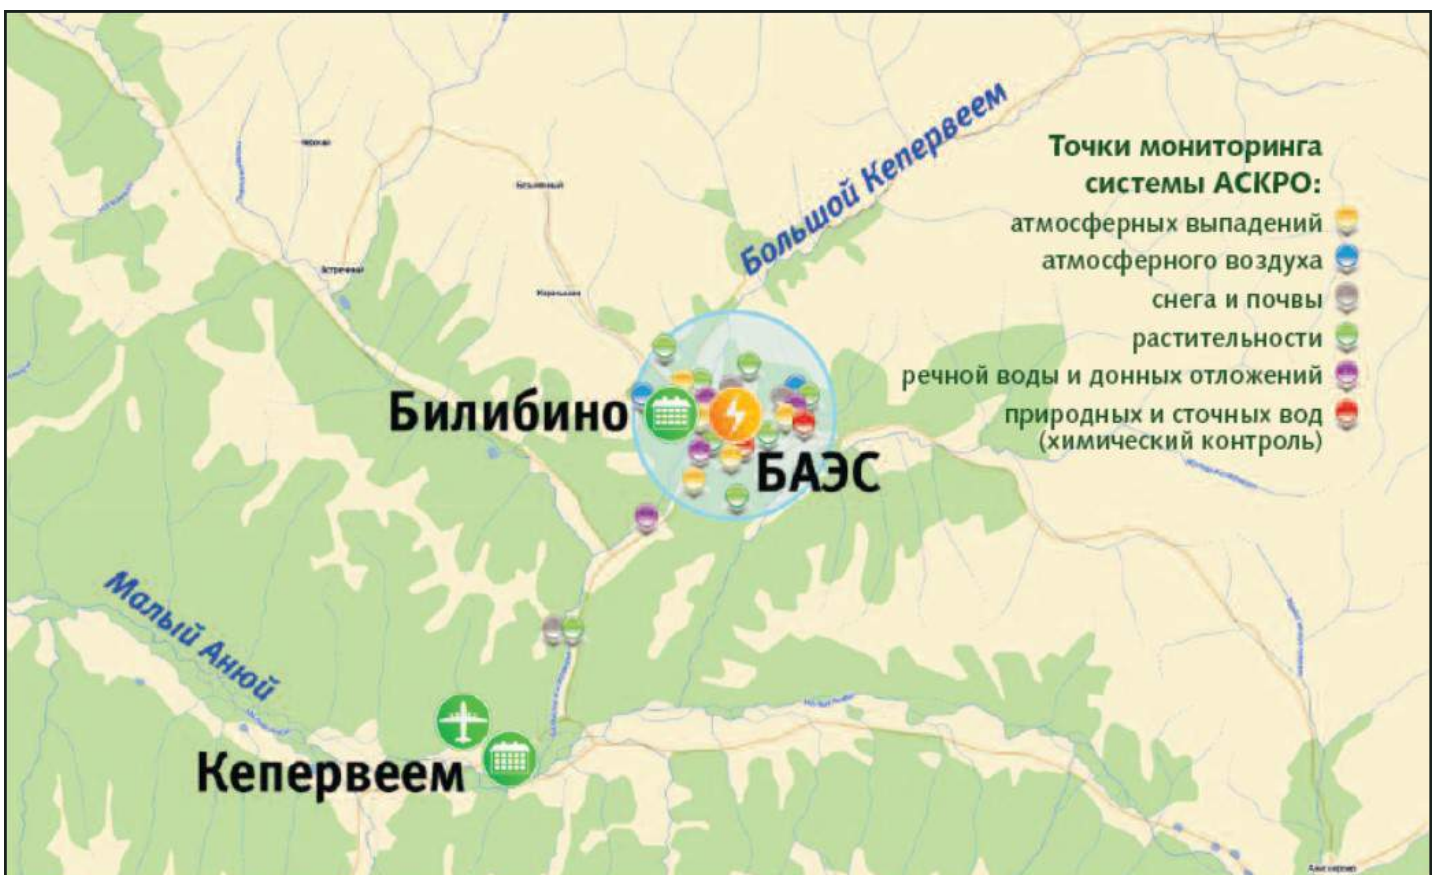 Большой Кепервеем
Точки мониторинга
системы АСКРО:
атмосферных выпадений
атмосферного воздуха
снега и почвы
растительности
речной воды и донных отложений
природных и сточных вод
(химический контроль)
Встречный
Билибино
БАЭС
Малый Анюй
Кепервеем